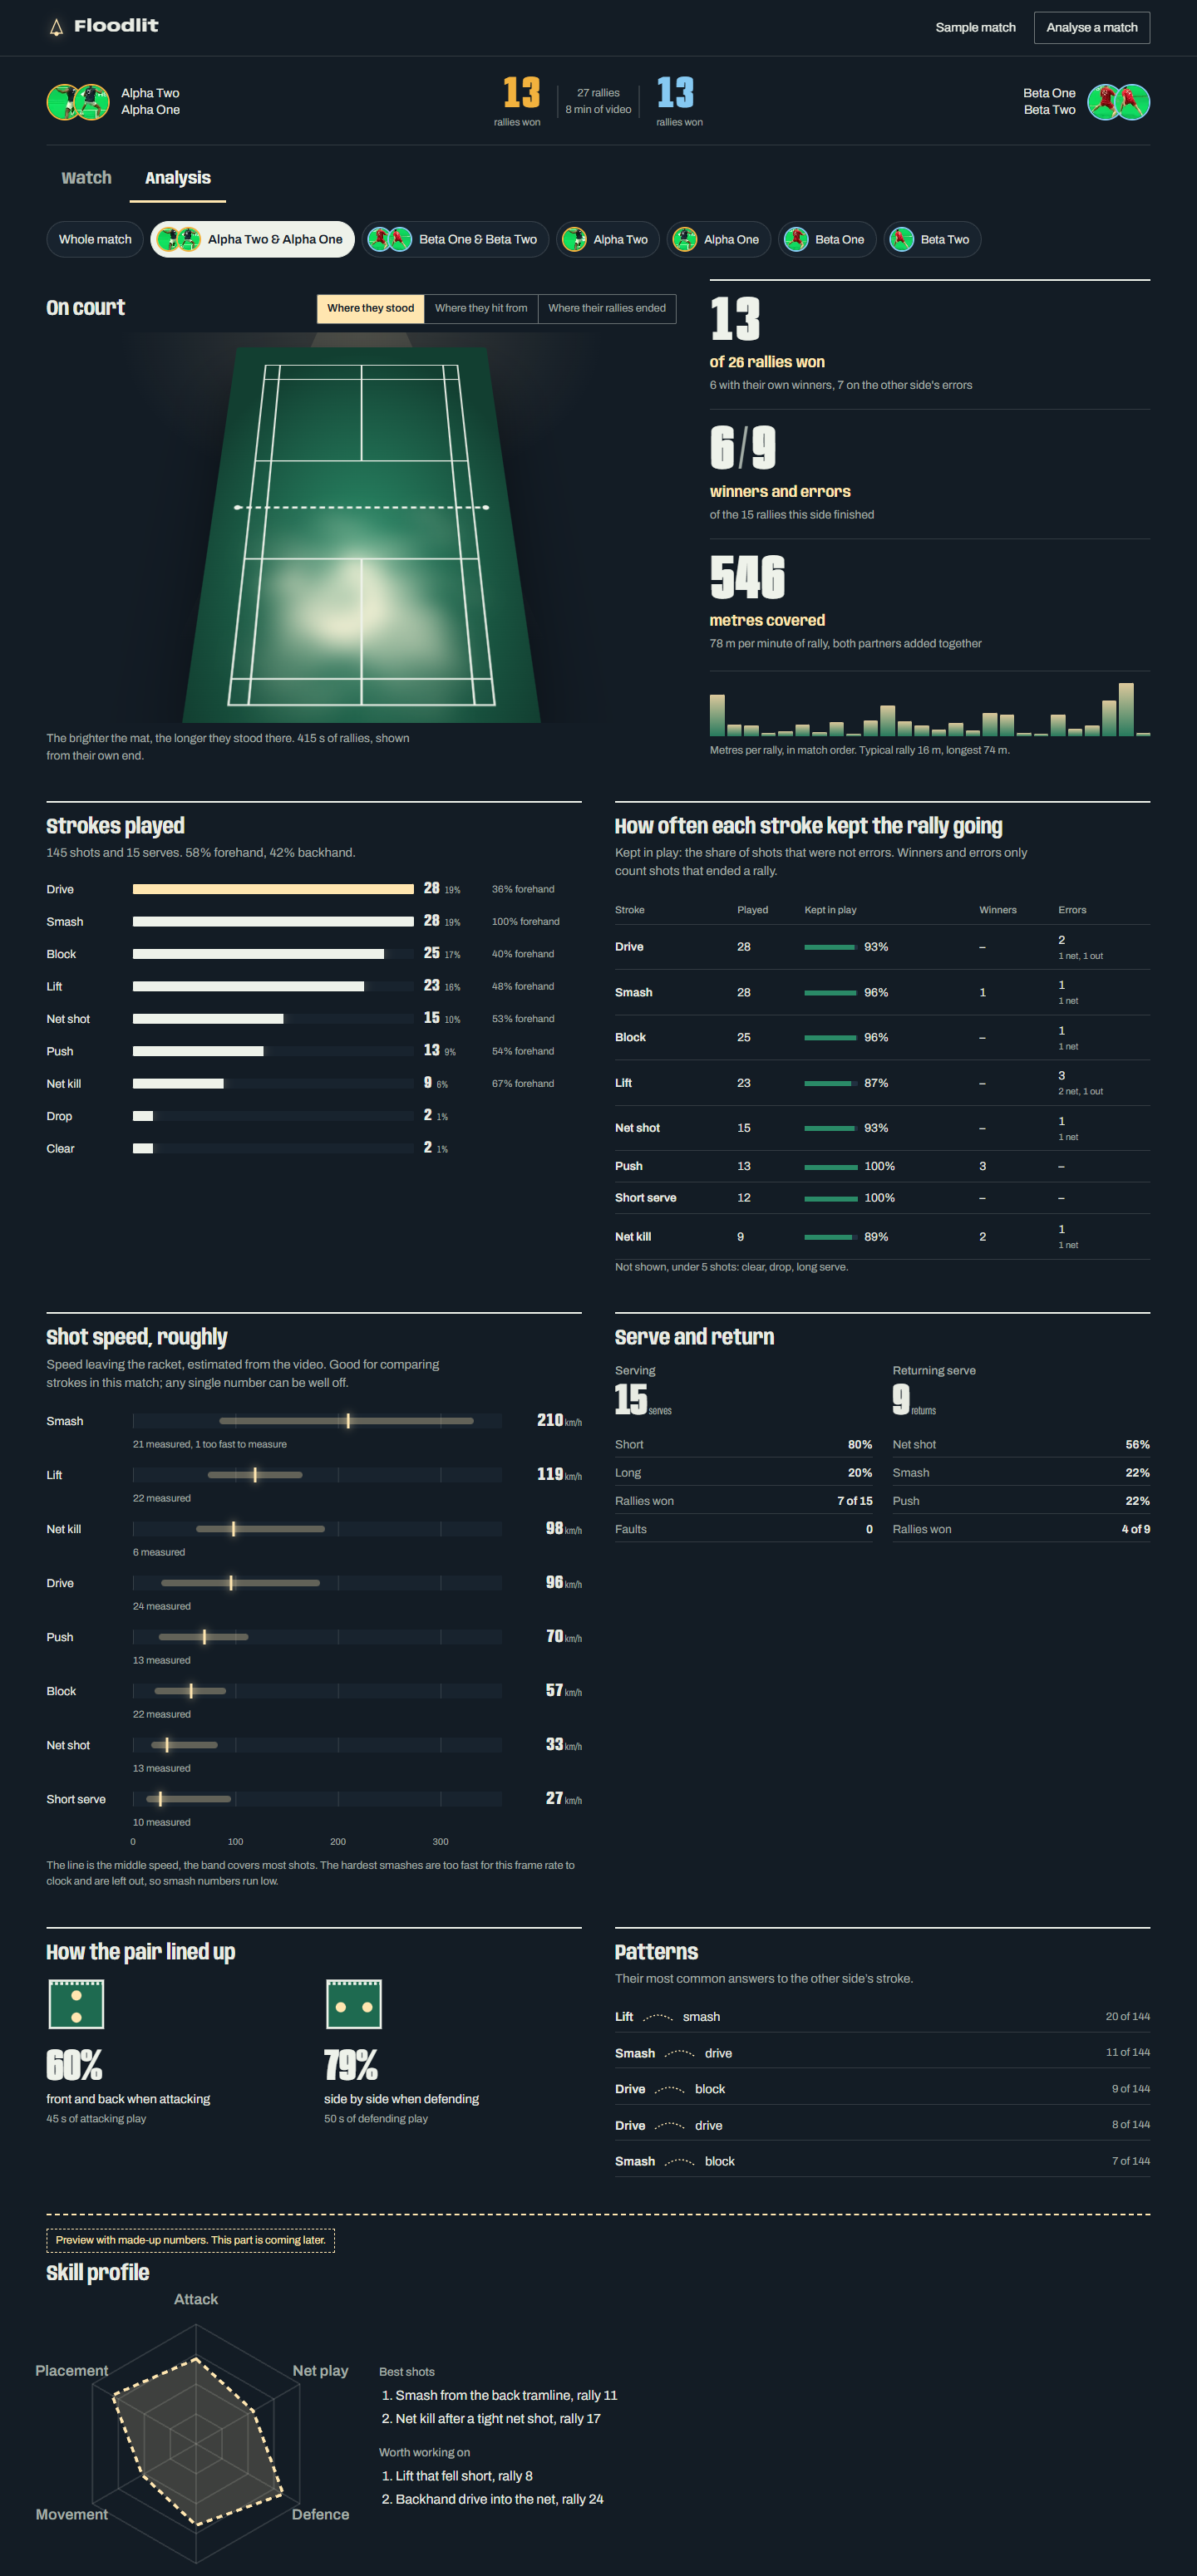 Floodlit
Sample match
Analyse a match
Alpha Two
Alpha One
13
rallies won
27 rallies
8 min of video
13
rallies won
Beta One
Beta Two
Watch
Analysis
Whole match
Alpha Two & Alpha One
Beta One & Beta Two
Alpha Two
Alpha One
Beta One
Beta Two
On court
Where they stood
Where they hit from
Where their rallies ended
The brighter the mat, the longer they stood there. 415 s of rallies, shown
from their own end.
13
of 26 rallies won
6 with their own winners, 7 on the other side's errors
6/9
winners and errors
of the 15 rallies this side finished
546
metres covered
78 m per minute of rally, both partners added together
Metres per rally, in match order. Typical rally 16 m, longest 74 m.
Strokes played
145 shots and 15 serves. 58% forehand, 42% backhand.
Drive 28 19% 36% forehand
Smash 28 19% 100% forehand
Block 25 17% 40% forehand
Lift 23 16% 48% forehand
Net shot 15 10% 53% forehand
Push 13 9% 54% forehand
Net kill 9 6% 67% forehand
Drop 2 1%
Clear 2 1%
How often each stroke kept the rally going
Kept in play: the share of shots that were not errors. Winners and errors only
count shots that ended a rally.
Stroke Played Kept in play Winners Errors
Drive 28 93% – 2
1 net, 1 out
Smash 28 96% 1 1
1 net
Block 25 96% – 1
1 net
Lift 23 87% – 3
2 net, 1 out
Net shot 15 93% – 1
1 net
Push 13 100% 3 –
Short serve 12 100% – –
Net kill 9 89% 2 1
1 net
Not shown, under 5 shots: clear, drop, long serve.
Shot speed, roughly
Speed leaving the racket, estimated from the video. Good for comparing
strokes in this match; any single number can be well off.
Smash 210 km/h
21 measured, 1 too fast to measure
Lift 119 km/h
22 measured
Net kill 98 km/h
6 measured
Drive 96 km/h
24 measured
Push 70 km/h
13 measured
Block 57 km/h
22 measured
Net shot 33 km/h
13 measured
Short serve 27 km/h
10 measured
0 100 200 300
The line is the middle speed, the band covers most shots. The hardest smashes are too fast for this frame rate to
clock and are left out, so smash numbers run low.
Serve and return
Serving
15 serves
Short 80%
Long 20%
Rallies won 7 of 15
Faults 0
Returning serve
9 returns
Net shot 56%
Smash 22%
Push 22%
Rallies won 4 of 9
How the pair lined up
60%
front and back when attacking
45 s of attacking play
79%
side by side when defending
50 s of defending play
Patterns
Their most common answers to the other side's stroke.
Lift smash 20 of 144
Smash drive 11 of 144
Drive block 9 of 144
Drive drive 8 of 144
Smash block 7 of 144
Preview with made-up numbers. This part is coming later.
Skill profile
Attack
Placement
Net play
Movement
Defence
Best shots
1. Smash from the back tramline, rally 11
2. Net kill after a tight net shot, rally 17
Worth working on
1. Lift that fell short, rally 8
2. Backhand drive into the net, rally 24